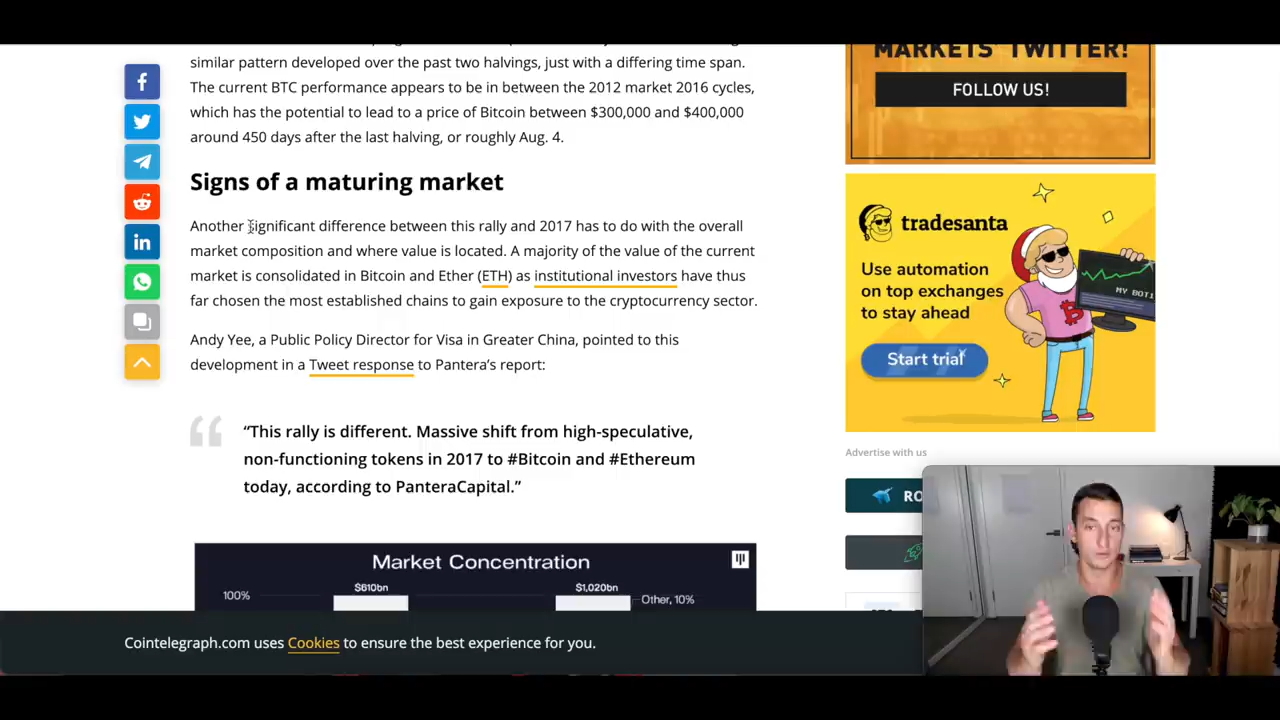 MARKETS TWITTER!
FOLLOW US!
similar pattern developed over the past two halvings, just with a differing time span.
The current BTC performance appears to be in between the 2012 market 2016 cycles,
which has the potential to lead to a price of Bitcoin between $300,000 and $400,000
around 450 days after the last halving, or roughly Aug. 4.
Signs of a maturing market
Another significant difference between this rally and 2017 has to do with the overall
market composition and where value is located. A majority of the value of the current
market is consolidated in Bitcoin and Ether (ETH) as institutional investors have thus
far chosen the most established chains to gain exposure to the cryptocurrency sector.
Andy Yee, a Public Policy Director for Visa in Greater China, pointed to this
development in a Tweet response to Pantera's report:
“This rally is different. Massive shift from high-speculative,
non-functioning tokens in 2017 to #Bitcoin and #Ethereum
today, according to PanteraCapital.”
Market Concentration
$610bn
$1,020bn
100%
Other, 10%
tradesanta
Use automation
on top exchanges
to stay ahead
MY BOT1
Start trial
Advertise with us
RO
Cointelegraph.com uses Cookies to ensure the best experience for you.